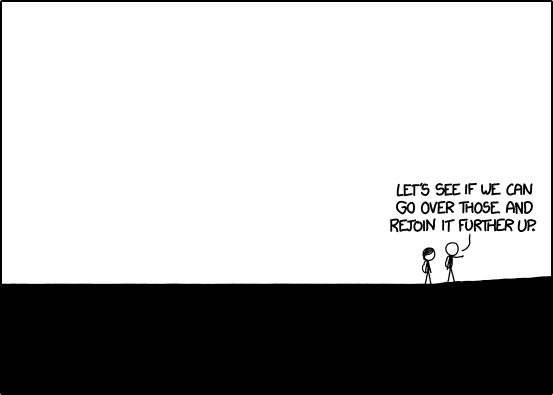 LET'S SEE IF WE CAN
GO OVER THOSE AND
REJOIN IT FURTHER UP.